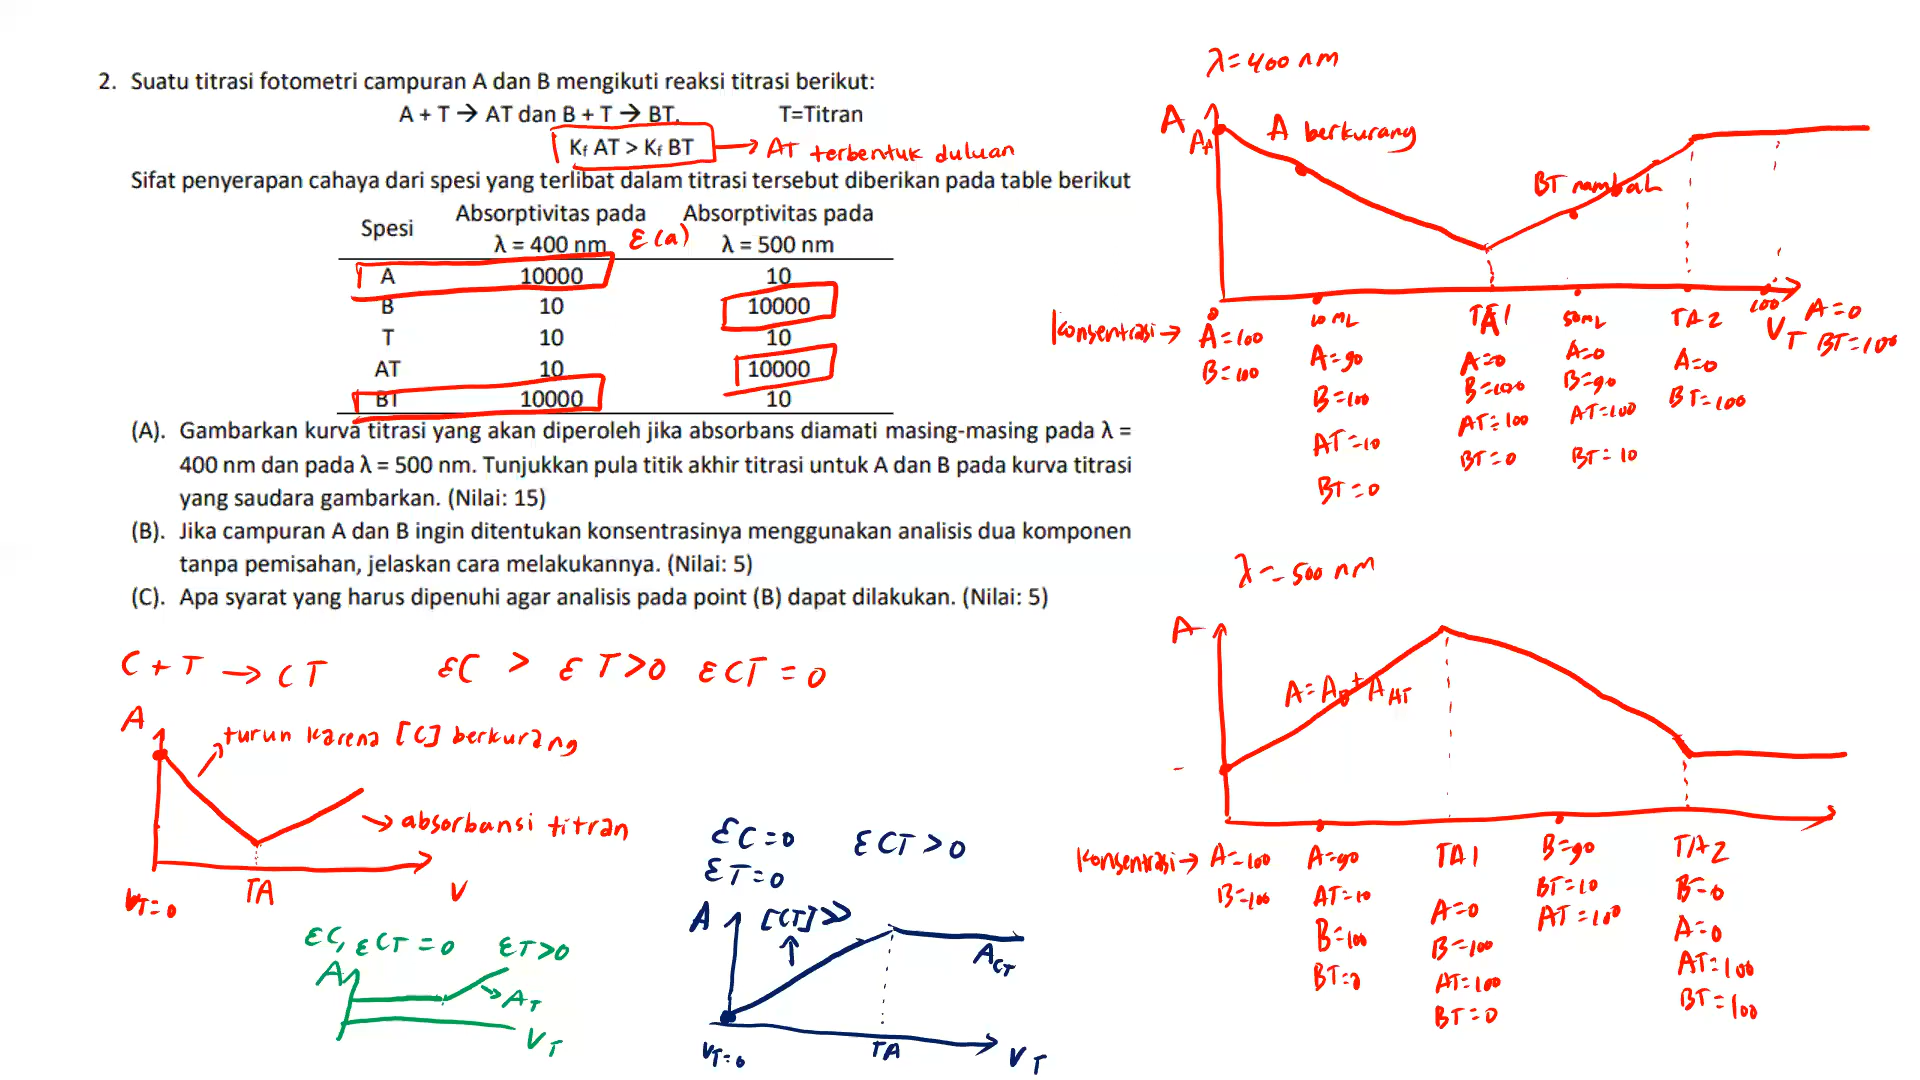 2. Suatu titrasi fotometri campuran A dan B mengikuti reaksi titrasi berikut:
A + T → AT dan B + T → BT. T=Titran
Kf AT > Kf BT → AT terbentuk duluan
Sifat penyerapan cahaya dari spesi yang terlibat dalam titrasi tersebut diberikan pada table berikut
Spesi Absorptivitas pada λ = 400 nm ε (a) Absorptivitas pada λ = 500 nm
A 10000 10
B 10 10000
T 10 10
AT 10 10000
BT 10000 10
(A). Gambarkan kurva titrasi yang akan diperoleh jika absorbans diamati masing-masing pada λ =
400 nm dan pada λ = 500 nm. Tunjukkan pula titik akhir titrasi untuk A dan B pada kurva titrasi
yang saudara gambarkan. (Nilai: 15)
(B). Jika campuran A dan B ingin ditentukan konsentrasinya menggunakan analisis dua komponen
tanpa pemisahan, jelaskan cara melakukannya. (Nilai: 5)
(C). Apa syarat yang harus dipenuhi agar analisis pada point (B) dapat dilakukan. (Nilai: 5)
C + T → CT εC > εT>0 εCT = 0
A
turun karena [C] berkurang
absorbansi titran
VT=0
TA
V
εC, εCT = 0 εT>0
A
AT
VT
εC=0 εCT>0
εT=0
A
[CT]>>
ACT
VT=0
TA
VT
λ=400 nm
A
AA
A berkurang
BT nambah
Konsentrasi → A=100
B=100
10 mL
A=90
B=100
AT=10
BT=0
TA1
A=0
B=100
AT=100
BT=0
50mL
A=0
B=90
AT=100
BT=10
TA2
A=0
BT=100
100
VT
A=0
BT=100
λ= 500 nm
A
A=AB+AAT
Konsentrasi → A=100
B=100
A=90
AT=10
B=100
BT=0
TA1
A=0
B=100
AT=100
BT=0
B=90
BT=10
AT=100
TA2
B=0
A=0
AT=100
BT=100